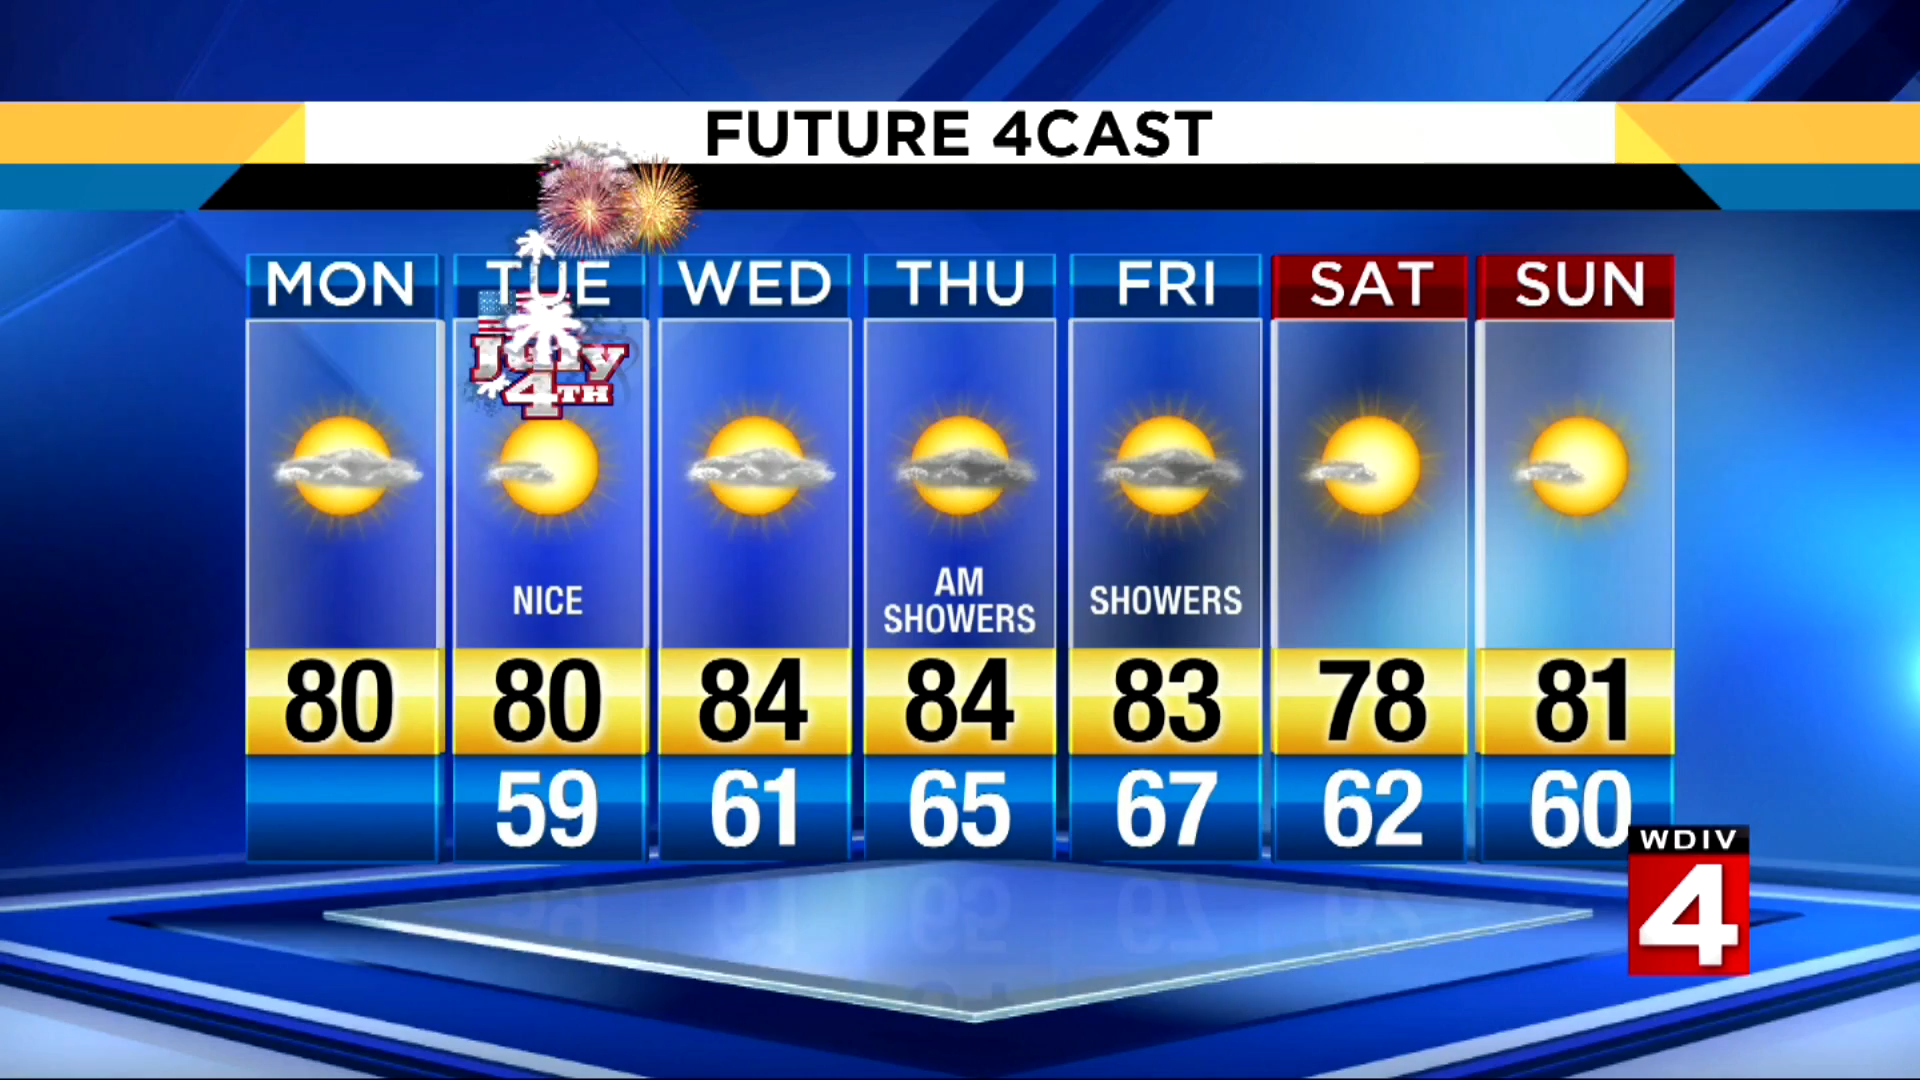 FUTURE 4CAST
MON TUE WED THU FRI SAT SUN
July
4TH
NICE
AM
SHOWERS
SHOWERS
80 80 84 84 83 78 81
59 61 65 67 62 60
WDIV
4